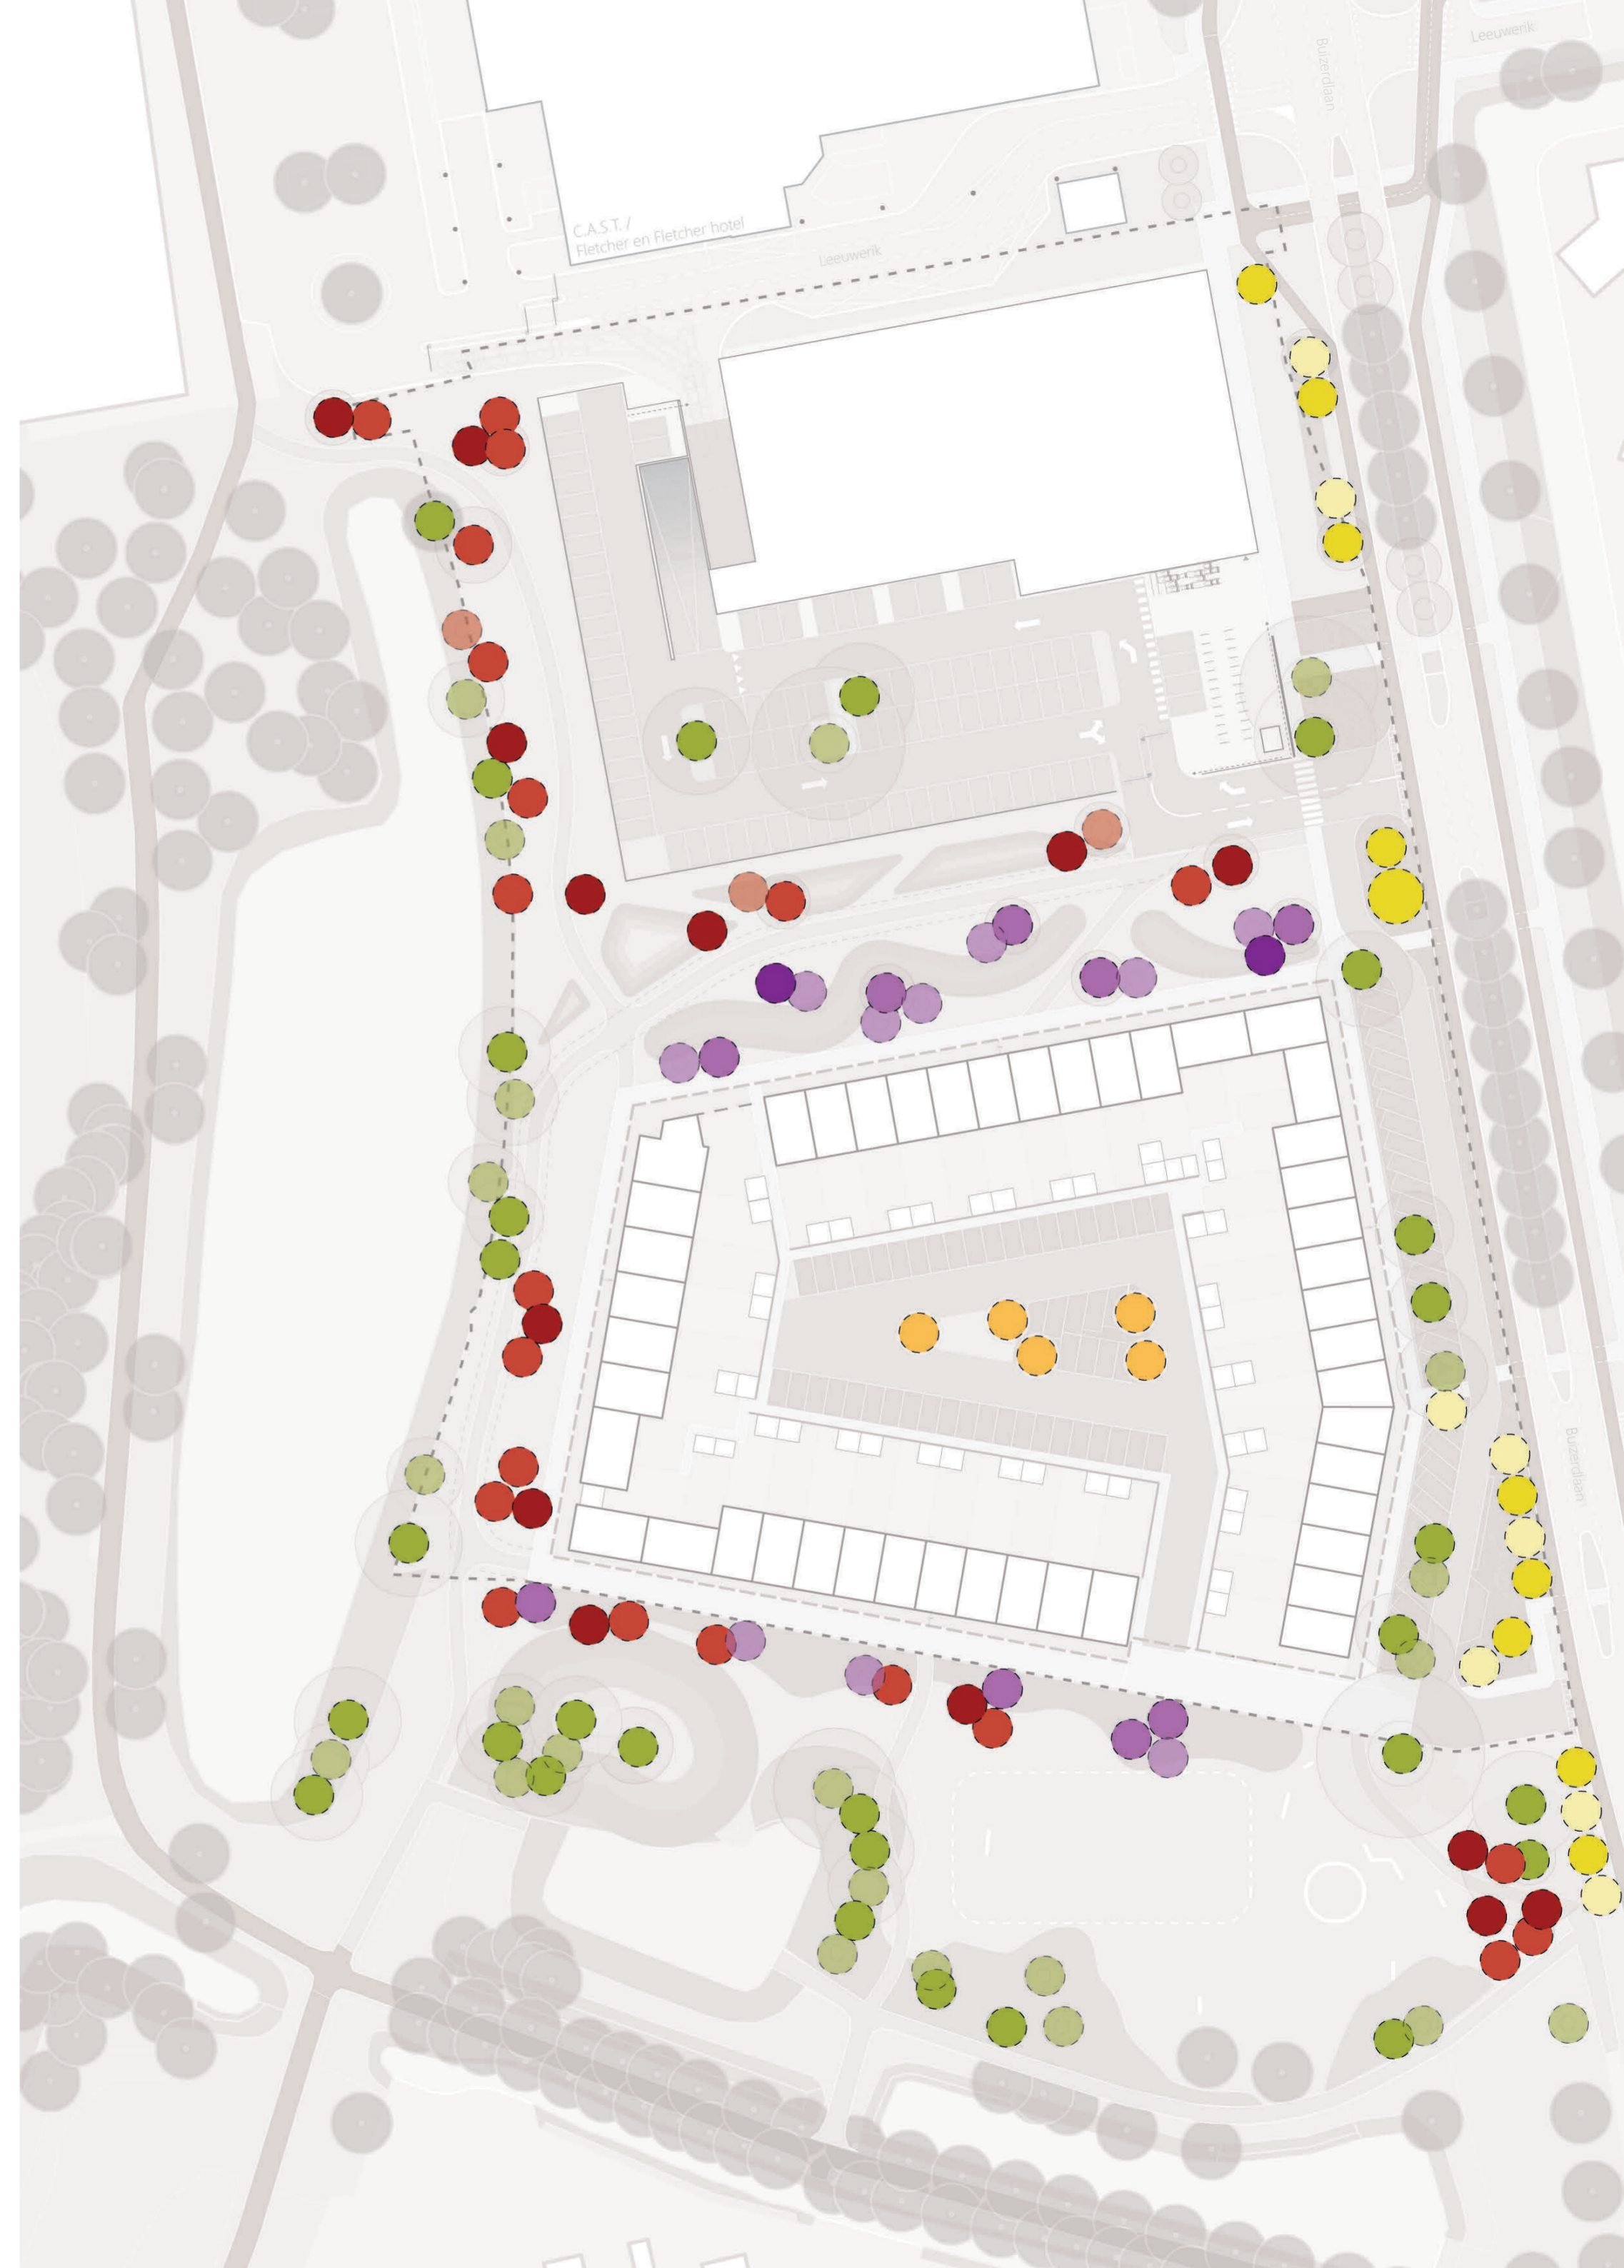 Leeuwerik
Buizerdlaan
C.A.S.T. /
Fletcher en Fletcher hotel
Leeuwerik
Buizerdlaan